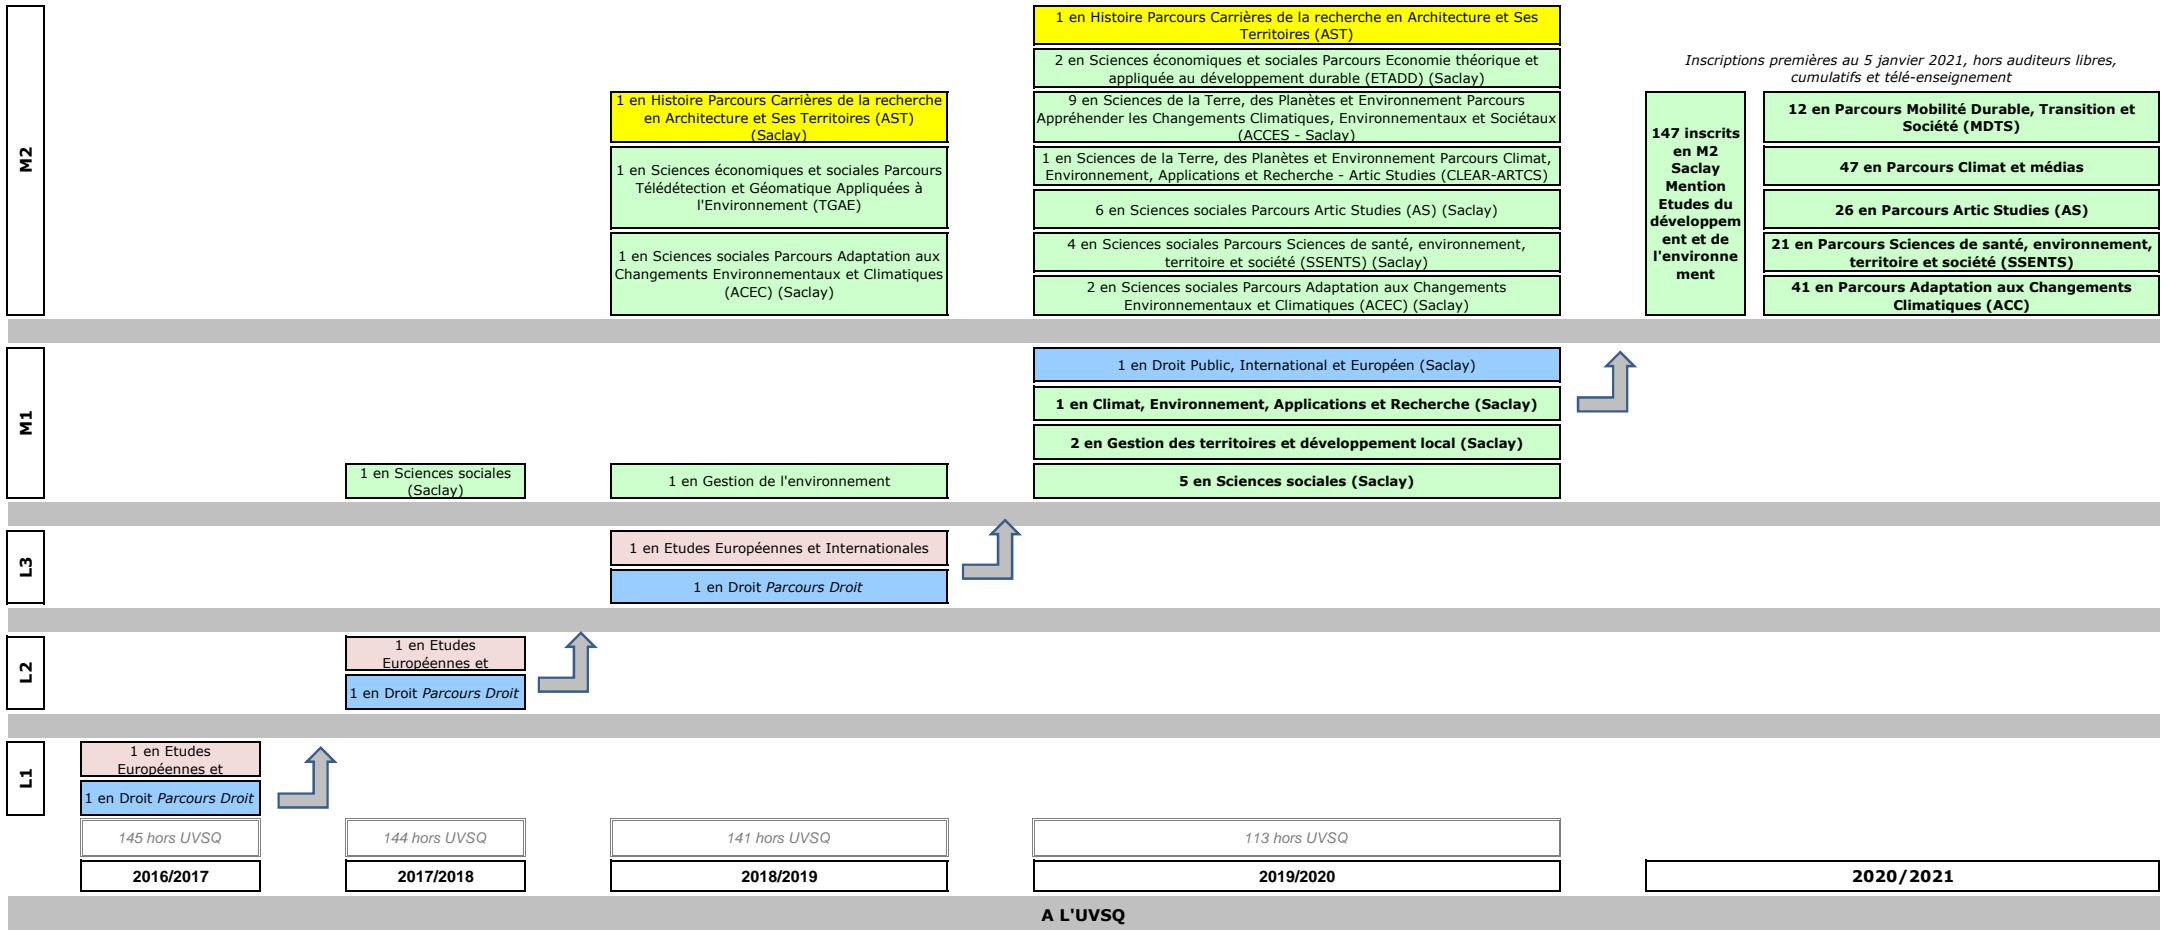 M2
1 en Histoire Parcours Carrières de la recherche
en Architecture et Ses Territoires (AST)
(Saclay)
1 en Sciences économiques et sociales Parcours
Télédétection et Géomatique Appliquées à
l'Environnement (TGAE)
1 en Sciences sociales Parcours Adaptation aux
Changements Environnementaux et Climatiques
(ACEC) (Saclay)
1 en Histoire Parcours Carrières de la recherche en Architecture et Ses
Territoires (AST)
2 en Sciences économiques et sociales Parcours Economie théorique et
appliquée au développement durable (ETADD) (Saclay)
9 en Sciences de la Terre, des Planètes et Environnement Parcours
Appréhender les Changements Climatiques, Environnementaux et Sociétaux
(ACCES - Saclay)
1 en Sciences de la Terre, des Planètes et Environnement Parcours Climat,
Environnement, Applications et Recherche - Artic Studies (CLEAR-ARTCS)
6 en Sciences sociales Parcours Artic Studies (AS) (Saclay)
4 en Sciences sociales Parcours Sciences de santé, environnement,
territoire et société (SSENTS) (Saclay)
2 en Sciences sociales Parcours Adaptation aux Changements
Environnementaux et Climatiques (ACEC) (Saclay)
Inscriptions premières au 5 janvier 2021, hors auditeurs libres,
cumulatifs et télé-enseignement
147 inscrits
en M2
Saclay
Mention
Etudes du
développem
ent et de
l'environne
ment
12 en Parcours Mobilité Durable, Transition et
Société (MDTS)
47 en Parcours Climat et médias
26 en Parcours Artic Studies (AS)
21 en Parcours Sciences de santé, environnement,
territoire et société (SSENTS)
41 en Parcours Adaptation aux Changements
Climatiques (ACC)
M1
1 en Sciences sociales
(Saclay)
1 en Gestion de l'environnement
1 en Droit Public, International et Européen (Saclay)
1 en Climat, Environnement, Applications et Recherche (Saclay)
2 en Gestion des territoires et développement local (Saclay)
5 en Sciences sociales (Saclay)
L3
1 en Etudes Européennes et Internationales
1 en Droit Parcours Droit
L2
1 en Etudes
Européennes et
1 en Droit Parcours Droit
L1
1 en Etudes
Européennes et
1 en Droit Parcours Droit
145 hors UVSQ
144 hors UVSQ
141 hors UVSQ
113 hors UVSQ
2016/2017
2017/2018
2018/2019
2019/2020
2020/2021
A L'UVSQ